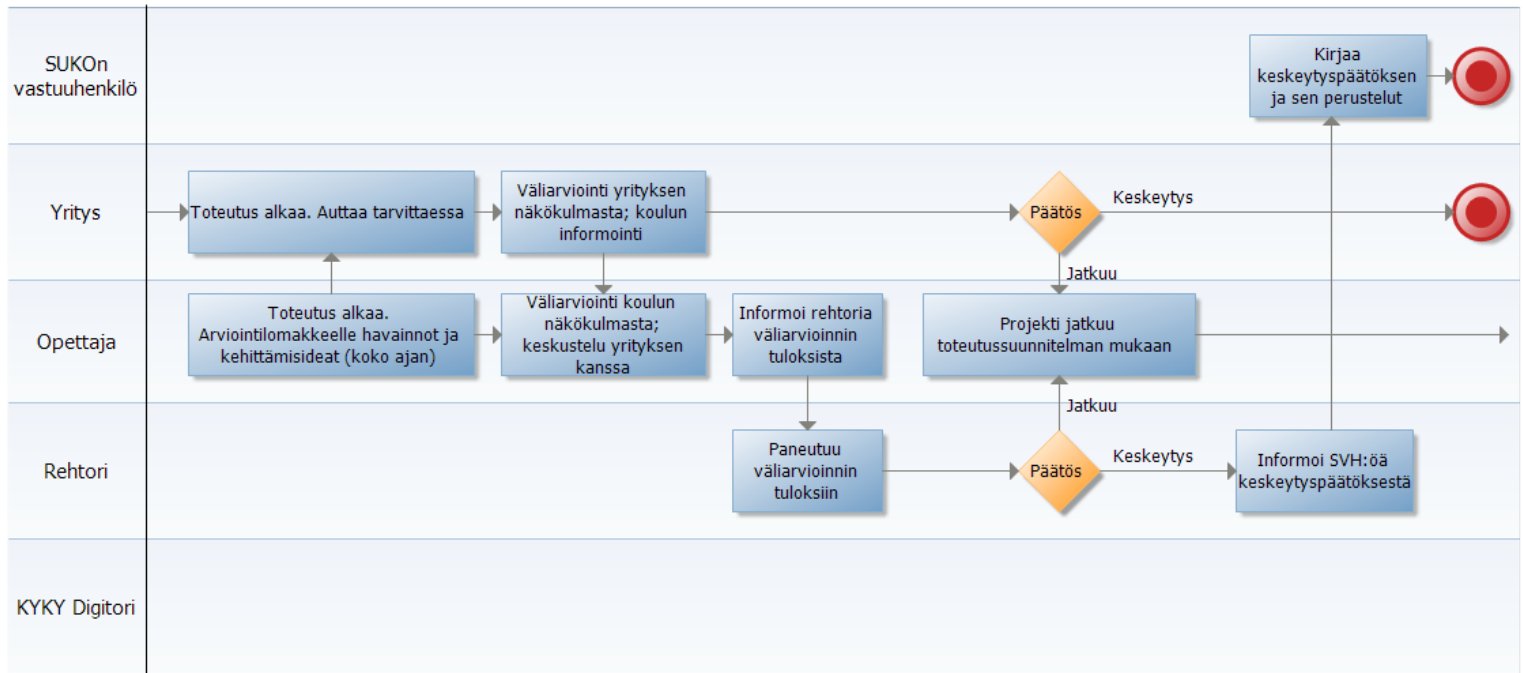 SUKOn
vastuuhenkilö
Kirjaa
keskeytyspäätöksen
ja sen perustelut
Yritys
Toteutus alkaa. Auttaa tarvittaessa
Väliarviointi yrityksen
näkökulmasta; koulun
informointi
Päätös
Keskeytys
Jatkuu
Opettaja
Toteutus alkaa.
Arviointilomakkeelle havainnot ja
kehittämisideat (koko ajan)
Väliarviointi koulun
näkökulmasta;
keskustelu yrityksen
kanssa
Informoi rehtoria
väliarvioinnin
tuloksista
Projekti jatkuu
toteutussuunnitelman mukaan
Jatkuu
Rehtori
Paneutuu
väliarvioinnin
tuloksiin
Päätös
Keskeytys
Informoi SVH:öä
keskeytyspäätöksestä
KYKY Digitori